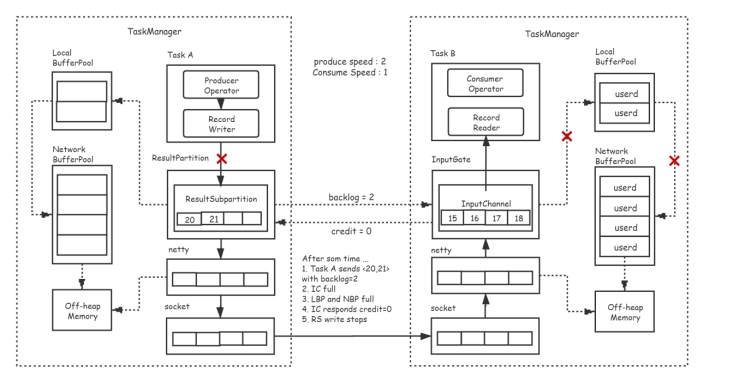 TaskManager
Local
BufferPool
Task A
Producer
Operator
Record
Writer
Network
BufferPool
ResultPartition
ResultSubpartition
20 21
netty
Off-heap
Memory
socket
produce speed : 2
Consume Speed : 1
backlog = 2
credit = 0
After som time ...
1. Task A sends <20,21>
with backlog=2
2. IC full
3. LBP and NBP full
4. IC responds credit=0
5. RS write stops
TaskManager
Task B
Consumer
Operator
Record
Reader
InputGate
InputChannel
15 16 17 18
netty
socket
Local
BufferPool
userd
userd
Network
BufferPool
userd
userd
userd
userd
Off-heap
Memory